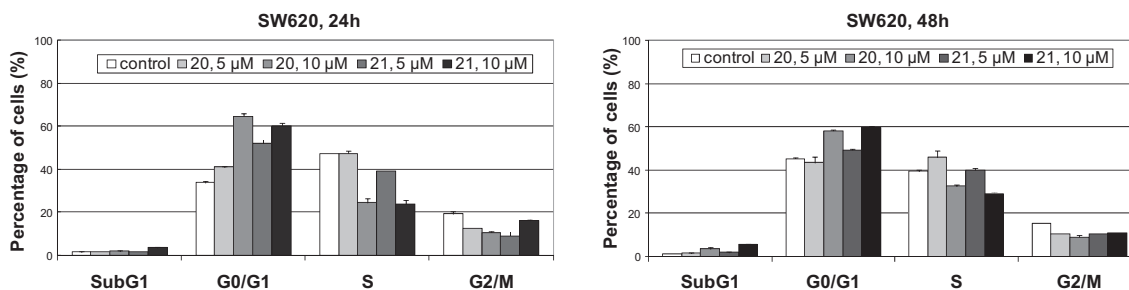 SW620, 24h
Percentage of cells (%)
100
80
60
40
20
0
control 20, 5 µM 20, 10 µM 21, 5 µM 21, 10 µM
SubG1 G0/G1 S G2/M
SW620, 48h
Percentage of cells (%)
100
80
60
40
20
0
control 20, 5 µM 20, 10 µM 21, 5 µM 21, 10 µM
SubG1 G0/G1 S G2/M